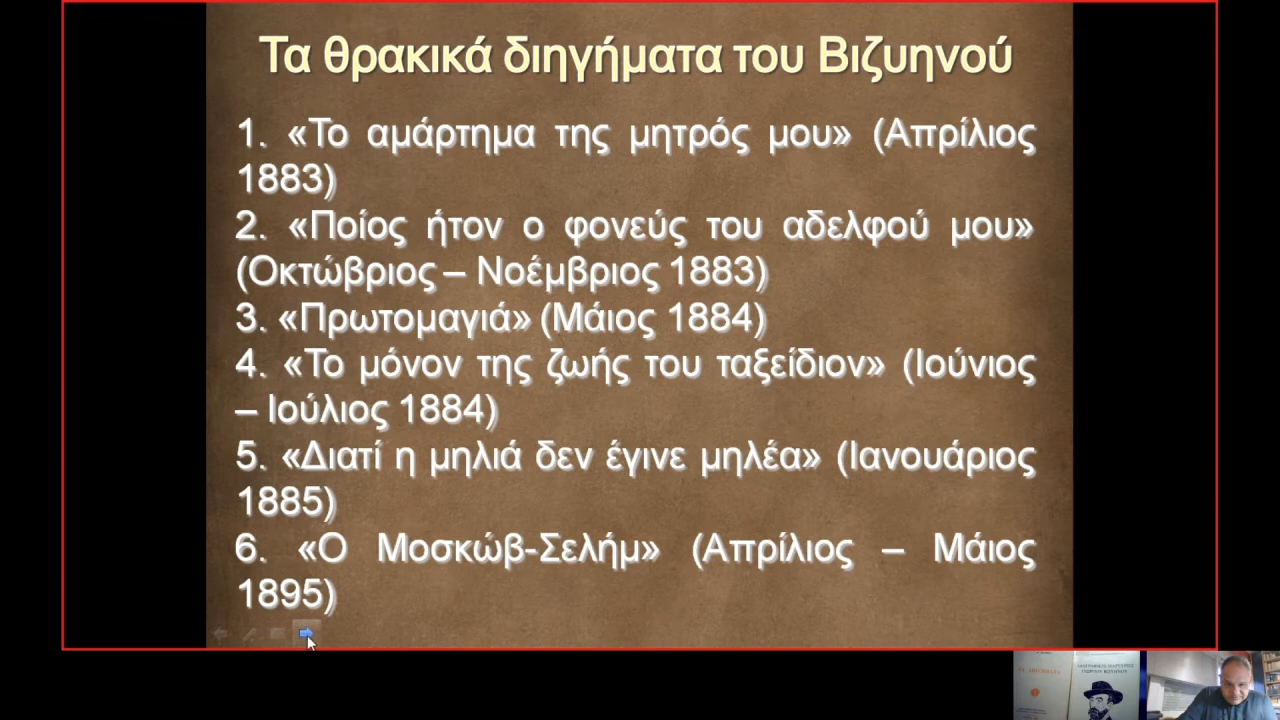 Τα θρακικά διηγήματα του Βιζυηνού
1. «Το αμάρτημα της μητρός μου» (Απρίλιος
1883)
2. «Ποίος ήτον ο φονεύς του αδελφού μου»
(Οκτώβριος – Νοέμβριος 1883)
3. «Πρωτομαγιά» (Μάιος 1884)
4. «Το μόνον της ζωής του ταξείδιον» (Ιούνιος
– Ιούλιος 1884)
5. «Διατί η μηλιά δεν έγινε μηλέα» (Ιανουάριος
1885)
6. «Ο Μοσκώβ-Σελήμ» (Απρίλιος – Μάιος
1895)